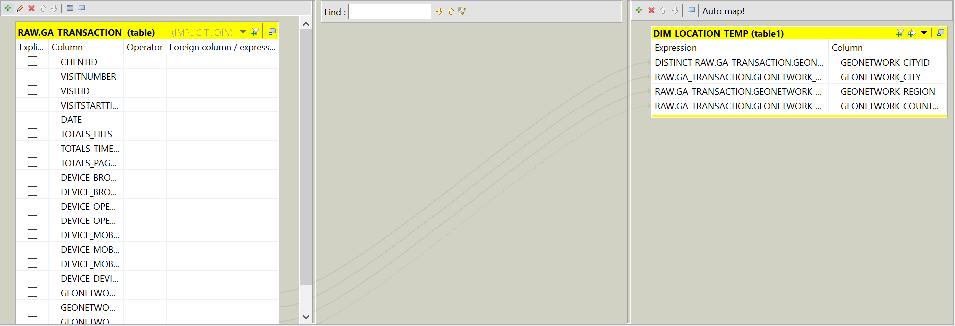 Find :
Auto map!
RAW.GA_TRANSACTION (table) (IMPLICIT JOIN)
Expli... Column Operator Foreign column / express...
CLIENTID
VISITNUMBER
VISITID
VISITSTARTTI...
DATE
TOTALS_HITS
TOTALS_TIME...
TOTALS_PAG...
DEVICE_BRO...
DEVICE_BRO...
DEVICE_OPE...
DEVICE_OPE...
DEVICE_MOB...
DEVICE_MOB...
DEVICE_MOB...
DEVICE_DEVI...
GEONETWO...
GEONETWO...
GEONETWO...
DIM_LOCATION_TEMP (table1)
Expression Column
DISTINCT RAW.GA_TRANSACTION.GEON... GEONETWORK_CITYID
RAW.GA_TRANSACTION.GEONETWORK_... GEONETWORK_CITY
RAW.GA_TRANSACTION.GEONETWORK_... GEONETWORK_REGION
RAW.GA_TRANSACTION.GEONETWORK_... GEONETWORK_COUNT...